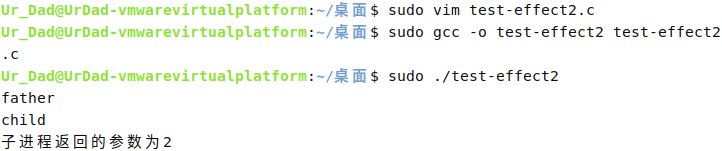 Ur_Dad@UrDad-vmwarevirtualplatform:~/桌面$ sudo vim test-effect2.c
Ur_Dad@UrDad-vmwarevirtualplatform:~/桌面$ sudo gcc -o test-effect2 test-effect2
.c
Ur_Dad@UrDad-vmwarevirtualplatform:~/桌面$ sudo ./test-effect2
father
child
子进程返回的参数为2